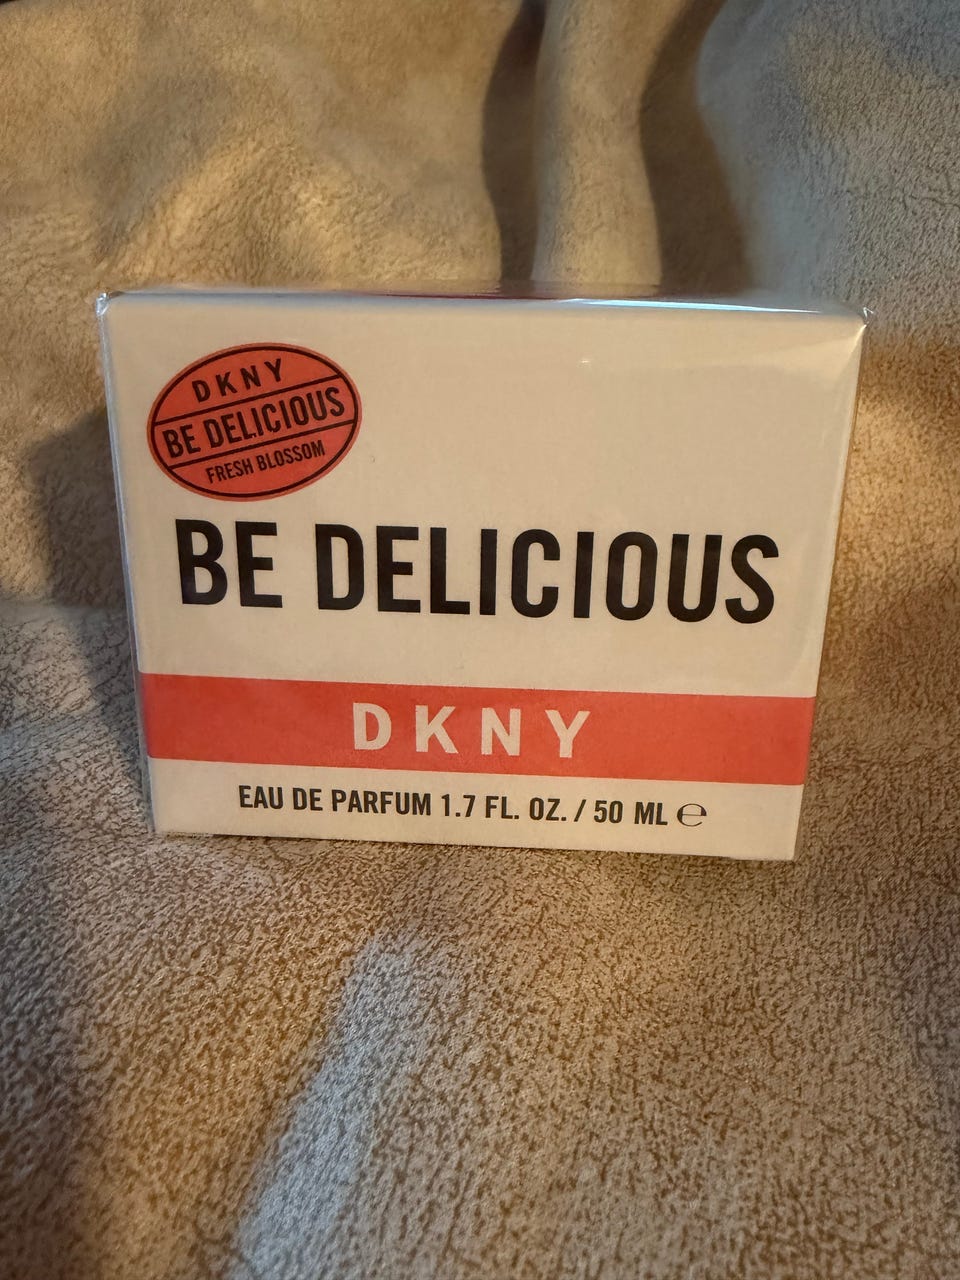 DKNY
BE DELICIOUS
FRESH BLOSSOM
BE DELICIOUS
DKNY
EAU DE PARFUM 1.7 FL. OZ. / 50 ML ℮